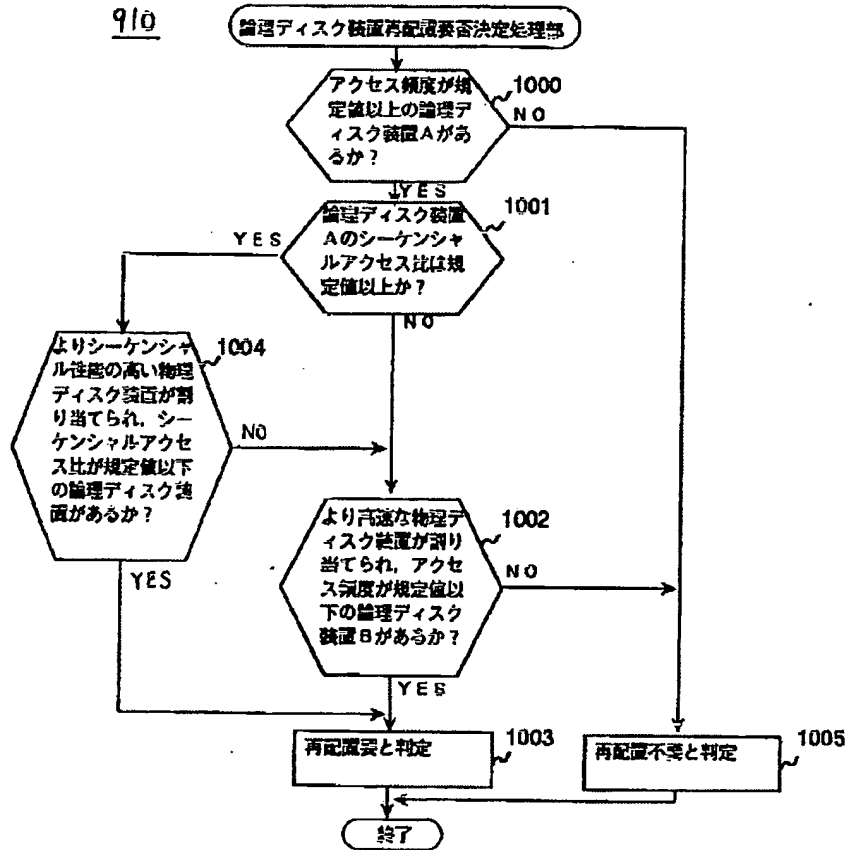 910
論理ディスク装置再配置要否決定処理部
アクセス頻度が規
定値以上の論理デ
ィスク装置Aがあ
るか?
1000
NO
YES
論理ディスク装置
Aのシーケンシャ
ルアクセス比は規
定値以上か?
1001
YES
NO
よりシーケンシャ
ル性能の高い物理
ディスク装置が割
り当てられ,シー
ケンシャルアクセ
ス比が規定値以下
の論理ディスク装
置があるか?
1004
NO
YES
より高速な物理デ
ィスク装置が割り
当てられ,アクセ
ス頻度が規定値以
下の論理ディスク
装置Bがあるか?
1002
NO
YES
再配置要と判定
1003
再配置不要と判定
1005
終了